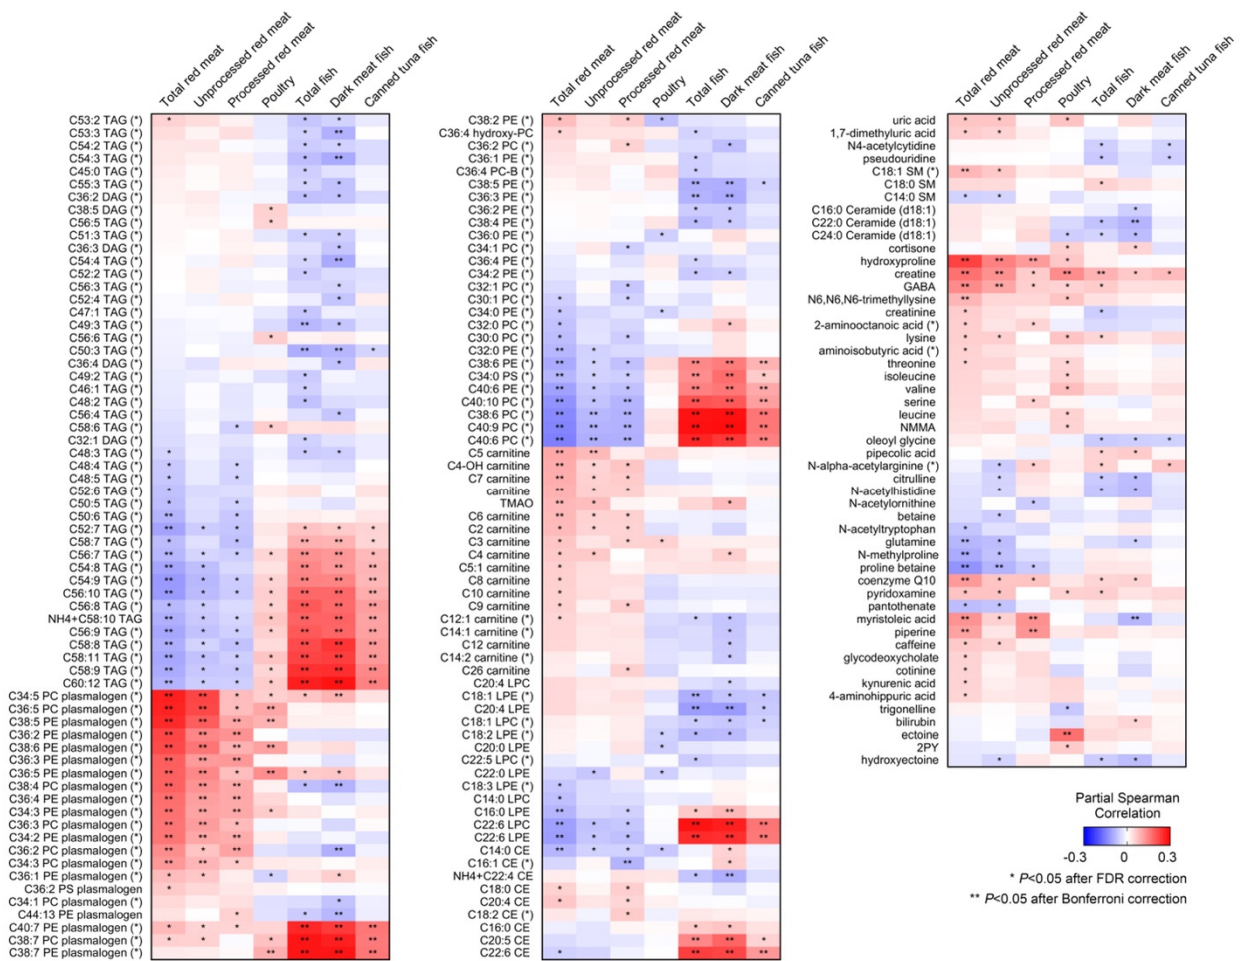 Total red meat
Unprocessed red meat
Processed red meat
Poultry
Total fish
Dark meat fish
Canned tuna fish
C53:2 TAG (*)
C53:3 TAG (*)
C54:2 TAG (*)
C54:3 TAG (*)
C45:0 TAG (*)
C55:3 TAG (*)
C36:2 DAG (*)
C38:5 DAG (*)
C56:5 TAG (*)
C51:3 TAG (*)
C36:3 DAG (*)
C54:4 TAG (*)
C52:2 TAG (*)
C56:3 TAG (*)
C52:4 TAG (*)
C47:1 TAG (*)
C49:3 TAG (*)
C56:6 TAG (*)
C50:3 TAG (*)
C36:4 DAG (*)
C49:2 TAG (*)
C46:1 TAG (*)
C48:2 TAG (*)
C56:4 TAG (*)
C58:6 TAG (*)
C32:1 DAG (*)
C48:3 TAG (*)
C48:4 TAG (*)
C48:5 TAG (*)
C52:6 TAG (*)
C50:5 TAG (*)
C50:6 TAG (*)
C52:7 TAG (*)
C58:7 TAG (*)
C56:7 TAG (*)
C54:8 TAG (*)
C54:9 TAG (*)
C56:10 TAG (*)
C56:8 TAG (*)
NH4+C58:10 TAG
C56:9 TAG (*)
C58:8 TAG (*)
C58:11 TAG (*)
C58:9 TAG (*)
C60:12 TAG (*)
C34:5 PC plasmalogen (*)
C36:5 PC plasmalogen (*)
C38:5 PE plasmalogen (*)
C36:2 PE plasmalogen (*)
C38:6 PE plasmalogen (*)
C36:3 PE plasmalogen (*)
C36:5 PE plasmalogen (*)
C38:4 PC plasmalogen (*)
C36:4 PE plasmalogen (*)
C34:3 PE plasmalogen (*)
C36:3 PC plasmalogen (*)
C34:2 PE plasmalogen (*)
C36:2 PC plasmalogen (*)
C34:3 PC plasmalogen (*)
C36:1 PE plasmalogen (*)
C36:2 PS plasmalogen
C34:1 PC plasmalogen (*)
C44:13 PE plasmalogen
C40:7 PE plasmalogen (*)
C38:7 PC plasmalogen (*)
C38:7 PE plasmalogen (*)
Total red meat
Unprocessed red meat
Processed red meat
Poultry
Total fish
Dark meat fish
Canned tuna fish
C38:2 PE (*)
C36:4 hydroxy-PC
C36:2 PC (*)
C36:1 PE (*)
C36:4 PC-B (*)
C38:5 PE (*)
C36:3 PE (*)
C36:2 PE (*)
C38:4 PE (*)
C36:0 PE (*)
C34:1 PC (*)
C36:4 PE (*)
C34:2 PE (*)
C32:1 PC (*)
C30:1 PC (*)
C34:0 PE (*)
C32:0 PC (*)
C30:0 PC (*)
C32:0 PE (*)
C38:6 PE (*)
C34:0 PS (*)
C40:6 PE (*)
C40:10 PC (*)
C38:6 PC (*)
C40:9 PC (*)
C40:6 PC (*)
C5 carnitine
C4-OH carnitine
C7 carnitine
carnitine
TMAO
C6 carnitine
C2 carnitine
C3 carnitine
C4 carnitine
C5:1 carnitine
C8 carnitine
C10 carnitine
C9 carnitine
C12:1 carnitine (*)
C14:1 carnitine (*)
C12 carnitine
C14:2 carnitine (*)
C26 carnitine
C20:4 LPC
C18:1 LPE (*)
C20:4 LPE
C18:1 LPC (*)
C18:2 LPE (*)
C20:0 LPE
C22:5 LPC (*)
C22:0 LPE
C18:3 LPE (*)
C14:0 LPC
C16:0 LPE
C22:6 LPC
C22:6 LPE
C14:0 CE
C16:1 CE (*)
NH4+C22:4 CE
C18:0 CE
C20:4 CE
C18:2 CE (*)
C16:0 CE
C20:5 CE
C22:6 CE
Total red meat
Unprocessed red meat
Processed red meat
Poultry
Total fish
Dark meat fish
Canned tuna fish
uric acid
1,7-dimethyluric acid
N4-acetylcytidine
pseudouridine
C18:1 SM (*)
C18:0 SM
C14:0 SM
C16:0 Ceramide (d18:1)
C22:0 Ceramide (d18:1)
C24:0 Ceramide (d18:1)
cortisone
hydroxyproline
creatine
GABA
N6,N6,N6-trimethyllysine
creatinine
2-aminooctanoic acid (*)
lysine
aminoisobutyric acid (*)
threonine
isoleucine
valine
serine
leucine
NMMA
oleoyl glycine
pipecolic acid
N-alpha-acetylarginine (*)
citrulline
N-acetylhistidine
N-acetylornithine
betaine
N-acetyltryptophan
glutamine
N-methylproline
proline betaine
coenzyme Q10
pyridoxamine
pantothenate
myristoleic acid
piperine
caffeine
glycodeoxycholate
cotinine
kynurenic acid
4-aminohippuric acid
trigonelline
bilirubin
ectoine
2PY
hydroxyectoine
Partial Spearman
Correlation
-0.3 0 0.3
* P<0.05 after FDR correction
** P<0.05 after Bonferroni correction